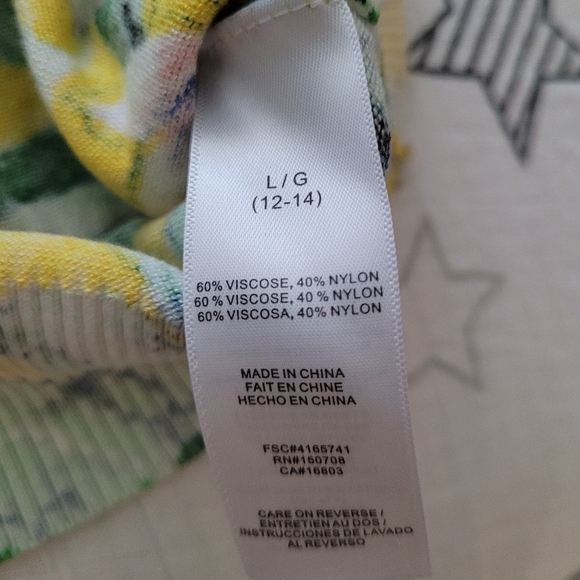 L / G
(12-14)
60% VISCOSE, 40% NYLON
60 % VISCOSE, 40 % NYLON
60% VISCOSA, 40% NYLON
MADE IN CHINA
FAIT EN CHINE
HECHO EN CHINA
FSC#4165741
RN#150708
CA#16803
CARE ON REVERSE /
ENTRETIEN AU DOS /
INSTRUCCIONES DE LAVADO
AL REVERSO